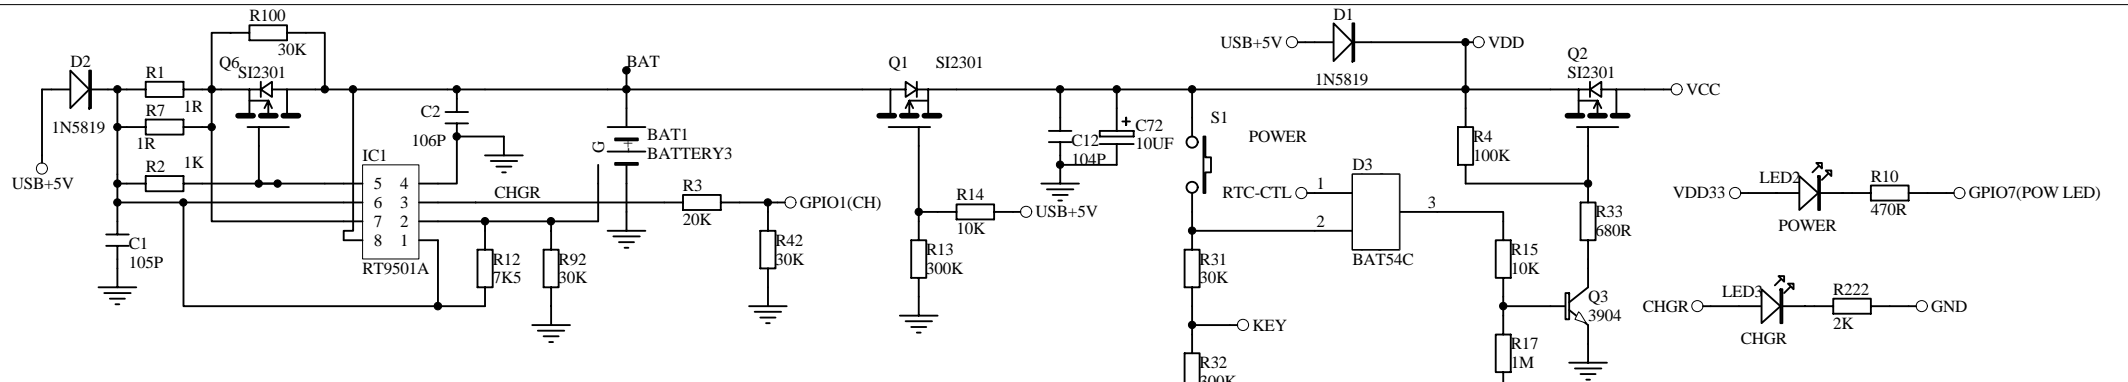 R100
30K
D2
1N5819
USB+5V
R1
1R
R7
1R
R2
1K
Q6
SI2301
C1
105P
IC1
5 4
6 3
7 2
8 1
RT9501A
C2
106P
BAT
BAT1
BATTERY3
G
CHGR
R12
7K5
R92
30K
R3
20K
GPIO1(CH)
R42
30K
Q1
SI2301
R14
10K
USB+5V
R13
300K
C12
104P
+
C72
10UF
S1
POWER
USB+5V
D1
1N5819
VDD
Q2
SI2301
VCC
R4
100K
D3
RTC-CTL
1
2
3
BAT54C
R31
30K
KEY
R32
300K
R15
10K
R17
1M
R33
680R
Q3
3904
VDD33
LED2
POWER
R10
470R
GPIO7(POW LED)
CHGR
LED3
CHGR
R222
2K
GND